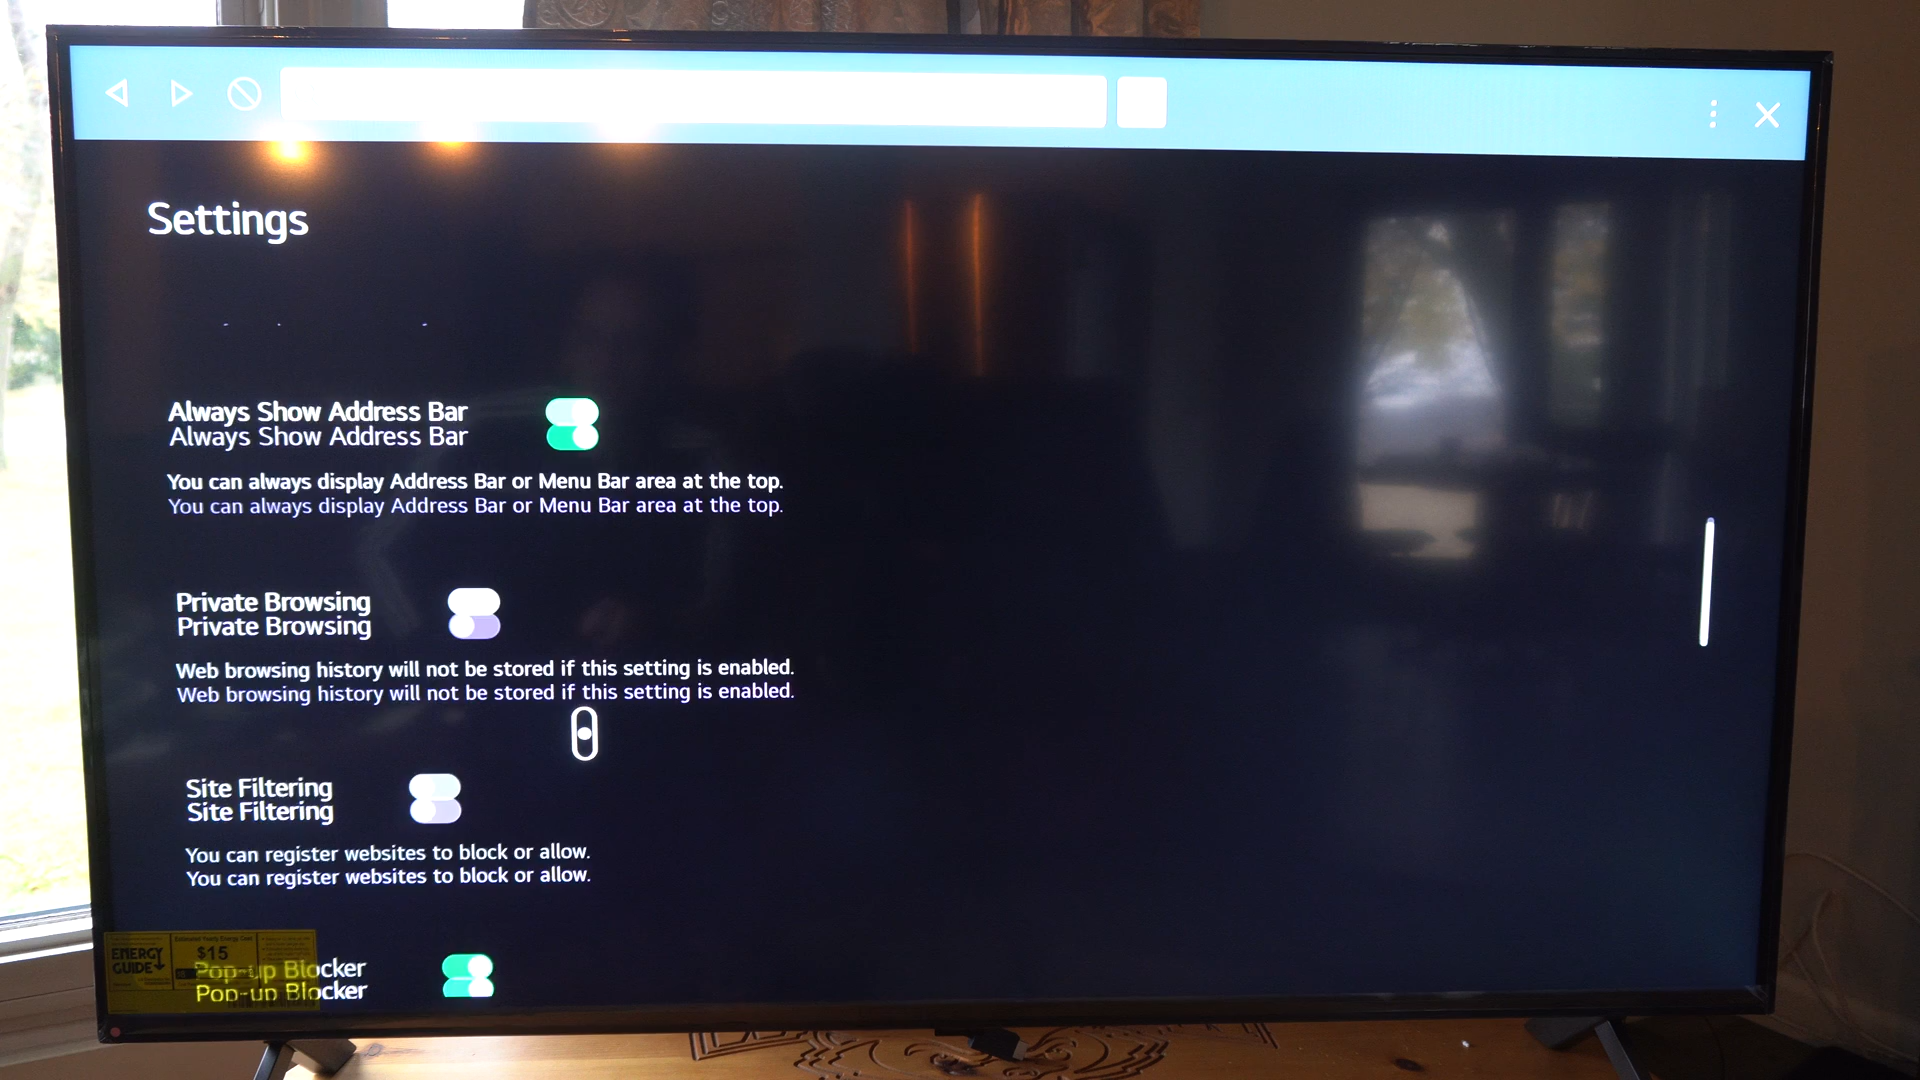 Settings
Always Show Address Bar
Always Show Address Bar
You can always display Address Bar or Menu Bar area at the top.
You can always display Address Bar or Menu Bar area at the top.
Private Browsing
Private Browsing
Web browsing history will not be stored if this setting is enabled.
Web browsing history will not be stored if this setting is enabled.
Site Filtering
Site Filtering
You can register websites to block or allow.
You can register websites to block or allow.
Estimated Yearly Energy Cost
ENERGY
GUIDE
$15
Pop-up Blocker
Pop-up Blocker